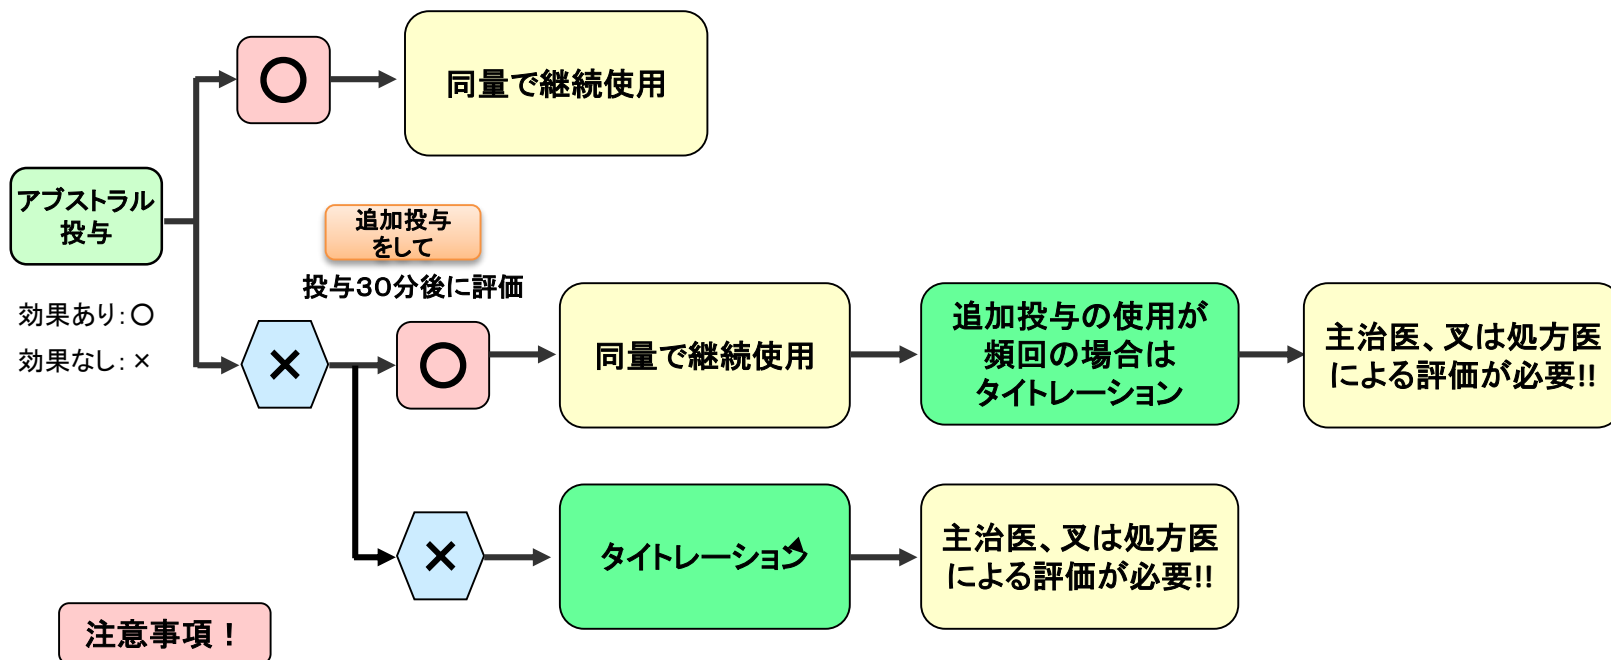 〇
同量で継続使用
アブストラル
投与
追加投与
をして
投与30分後に評価
効果あり:〇
効果なし:×
×
〇
同量で継続使用
追加投与の使用が
頻回の場合は
タイトレーション
主治医、叉は処方医
による評価が必要!!
×
タイトレーション
主治医、叉は処方医
による評価が必要!!
注意事項！